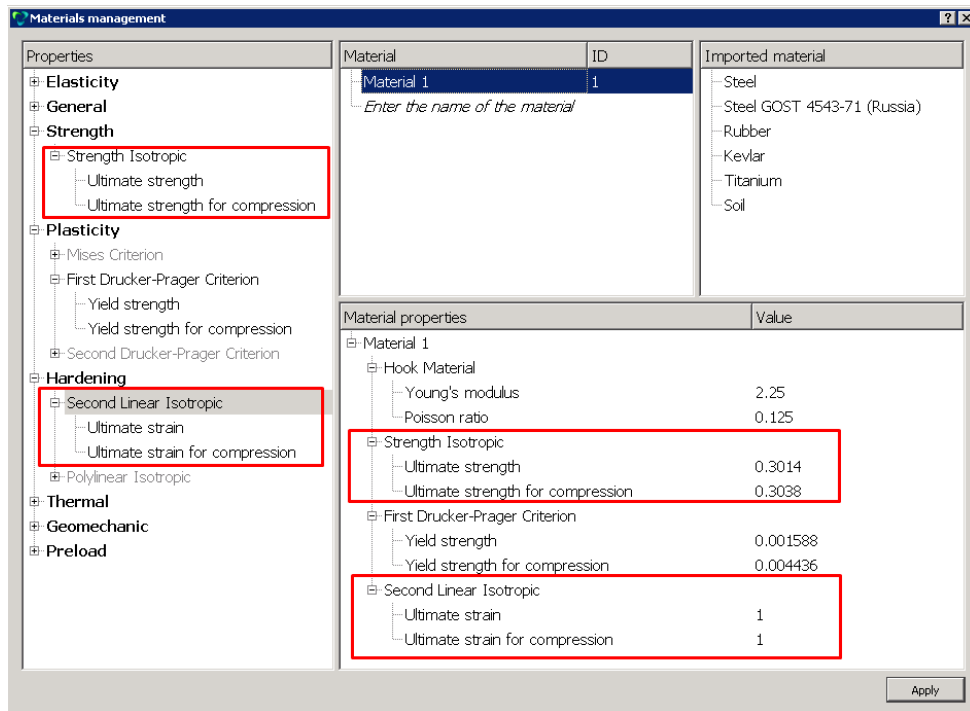 Materials management
Properties
Elasticity
General
Strength
Strength Isotropic
Ultimate strength
Ultimate strength for compression
Plasticity
Mises Criterion
First Drucker-Prager Criterion
Yield strength
Yield strength for compression
Second Drucker-Prager Criterion
Hardening
Second Linear Isotropic
Ultimate strain
Ultimate strain for compression
Polylinear Isotropic
Thermal
Geomechanic
Preload
Material ID
Material 1 1
Enter the name of the material
Imported material
Steel
Steel GOST 4543-71 (Russia)
Rubber
Kevlar
Titanium
Soil
Material properties Value
Material 1
Hook Material
Young's modulus 2.25
Poisson ratio 0.125
Strength Isotropic
Ultimate strength 0.3014
Ultimate strength for compression 0.3038
First Drucker-Prager Criterion
Yield strength 0.001588
Yield strength for compression 0.004436
Second Linear Isotropic
Ultimate strain 1
Ultimate strain for compression 1
Apply